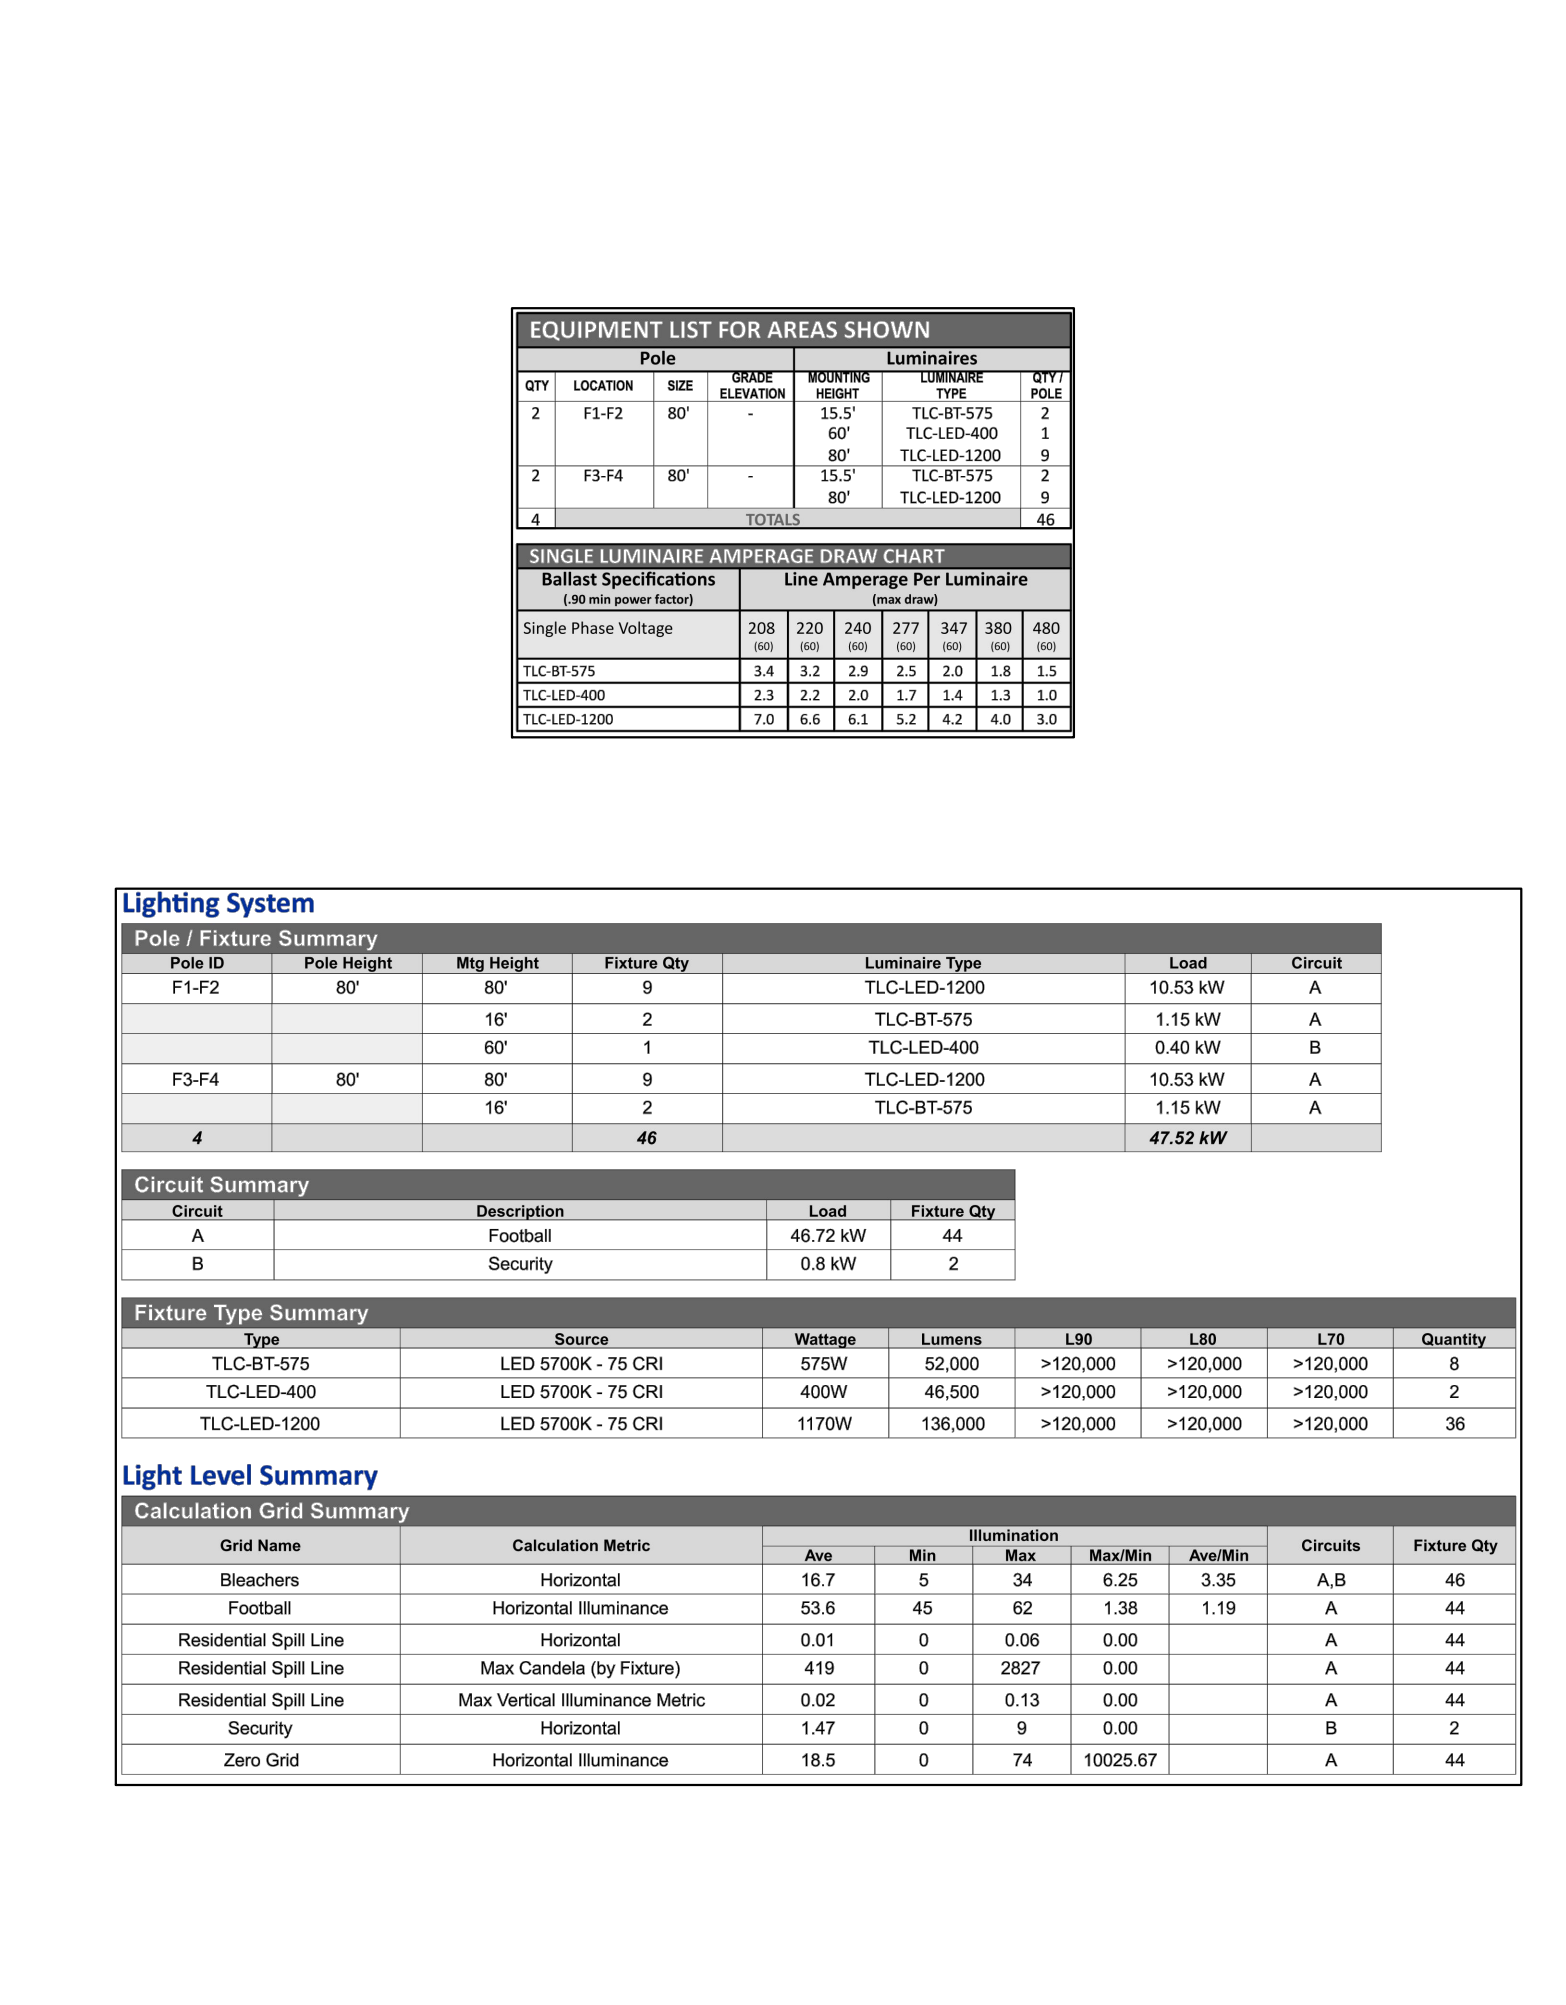 EQUIPMENT LIST FOR AREAS SHOWN
Pole Luminaires
QTY LOCATION SIZE GRADE ELEVATION MOUNTING HEIGHT LUMINAIRE TYPE QTY / POLE
2 F1-F2 80' - 15.5' TLC-BT-575 2
60' TLC-LED-400 1
80' TLC-LED-1200 9
2 F3-F4 80' - 15.5' TLC-BT-575 2
80' TLC-LED-1200 9
4 TOTALS 46
SINGLE LUMINAIRE AMPERAGE DRAW CHART
Ballast Specifications Line Amperage Per Luminaire
(.90 min power factor) (max draw)
Single Phase Voltage 208 220 240 277 347 380 480
(60) (60) (60) (60) (60) (60) (60)
TLC-BT-575 3.4 3.2 2.9 2.5 2.0 1.8 1.5
TLC-LED-400 2.3 2.2 2.0 1.7 1.4 1.3 1.0
TLC-LED-1200 7.0 6.6 6.1 5.2 4.2 4.0 3.0
Lighting System
Pole / Fixture Summary
Pole ID Pole Height Mtg Height Fixture Qty Luminaire Type Load Circuit
F1-F2 80' 80' 9 TLC-LED-1200 10.53 kW A
16' 2 TLC-BT-575 1.15 kW A
60' 1 TLC-LED-400 0.40 kW B
F3-F4 80' 80' 9 TLC-LED-1200 10.53 kW A
16' 2 TLC-BT-575 1.15 kW A
4 46 47.52 kW
Circuit Summary
Circuit Description Load Fixture Qty
A Football 46.72 kW 44
B Security 0.8 kW 2
Fixture Type Summary
Type Source Wattage Lumens L90 L80 L70 Quantity
TLC-BT-575 LED 5700K - 75 CRI 575W 52,000 >120,000 >120,000 >120,000 8
TLC-LED-400 LED 5700K - 75 CRI 400W 46,500 >120,000 >120,000 >120,000 2
TLC-LED-1200 LED 5700K - 75 CRI 1170W 136,000 >120,000 >120,000 >120,000 36
Light Level Summary
Calculation Grid Summary
Grid Name Calculation Metric Illumination Circuits Fixture Qty
Ave Min Max Max/Min Ave/Min
Bleachers Horizontal 16.7 5 34 6.25 3.35 A,B 46
Football Horizontal Illuminance 53.6 45 62 1.38 1.19 A 44
Residential Spill Line Horizontal 0.01 0 0.06 0.00 A 44
Residential Spill Line Max Candela (by Fixture) 419 0 2827 0.00 A 44
Residential Spill Line Max Vertical Illuminance Metric 0.02 0 0.13 0.00 A 44
Security Horizontal 1.47 0 9 0.00 B 2
Zero Grid Horizontal Illuminance 18.5 0 74 10025.67 A 44